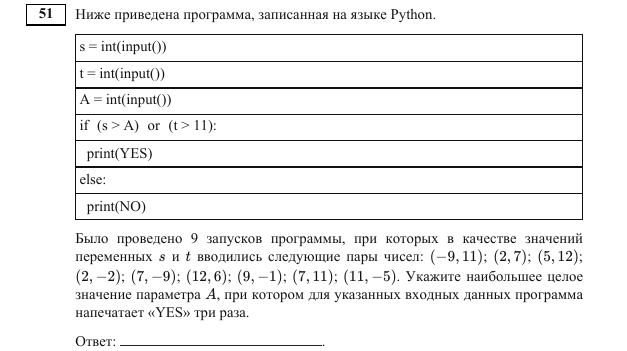 51 Ниже приведена программа, записанная на языке Python.
s = int(input())
t = int(input())
A = int(input())
if (s > A) or (t > 11):
print(YES)
else:
print(NO)
Было проведено 9 запусков программы, при которых в качестве значений
переменных s и t вводились следующие пары чисел: (−9, 11); (2, 7); (5, 12);
(2, −2); (7, −9); (12, 6); (9, −1); (7, 11); (11, −5). Укажите наибольшее целое
значение параметра A, при котором для указанных входных данных программа
напечатает «YES» три раза.
Ответ: ___________________________.